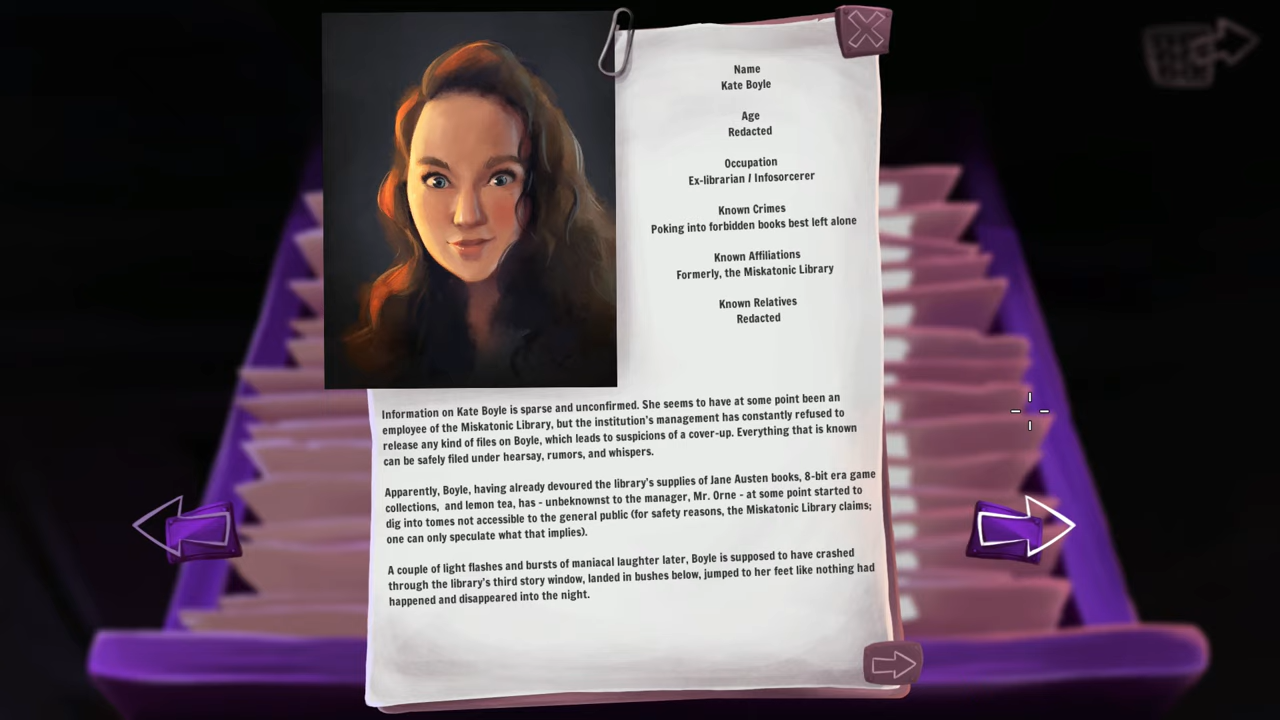 Name
Kate Boyle
Age
Redacted
Occupation
Ex-librarian / Infosorcerer
Known Crimes
Poking into forbidden books best left alone
Known Affiliations
Formerly, the Miskatonic Library
Known Relatives
Redacted
Information on Kate Boyle is sparse and unconfirmed. She seems to have at some point been an
employee of the Miskatonic Library, but the institution's management has constantly refused to
release any kind of files on Boyle, which leads to suspicions of a cover-up. Everything that is known
can be safely filed under hearsay, rumors, and whispers.
Apparently, Boyle, having already devoured the library's supplies of Jane Austen books, 8-bit era game
collections, and lemon tea, has - unbeknownst to the manager, Mr. Orne - at some point started to
dig into tomes not accessible to the general public (for safety reasons, the Miskatonic Library claims;
one can only speculate what that implies).
A couple of light flashes and bursts of maniacal laughter later, Boyle is supposed to have crashed
through the library's third story window, landed in bushes below, jumped to her feet like nothing had
happened and disappeared into the night.